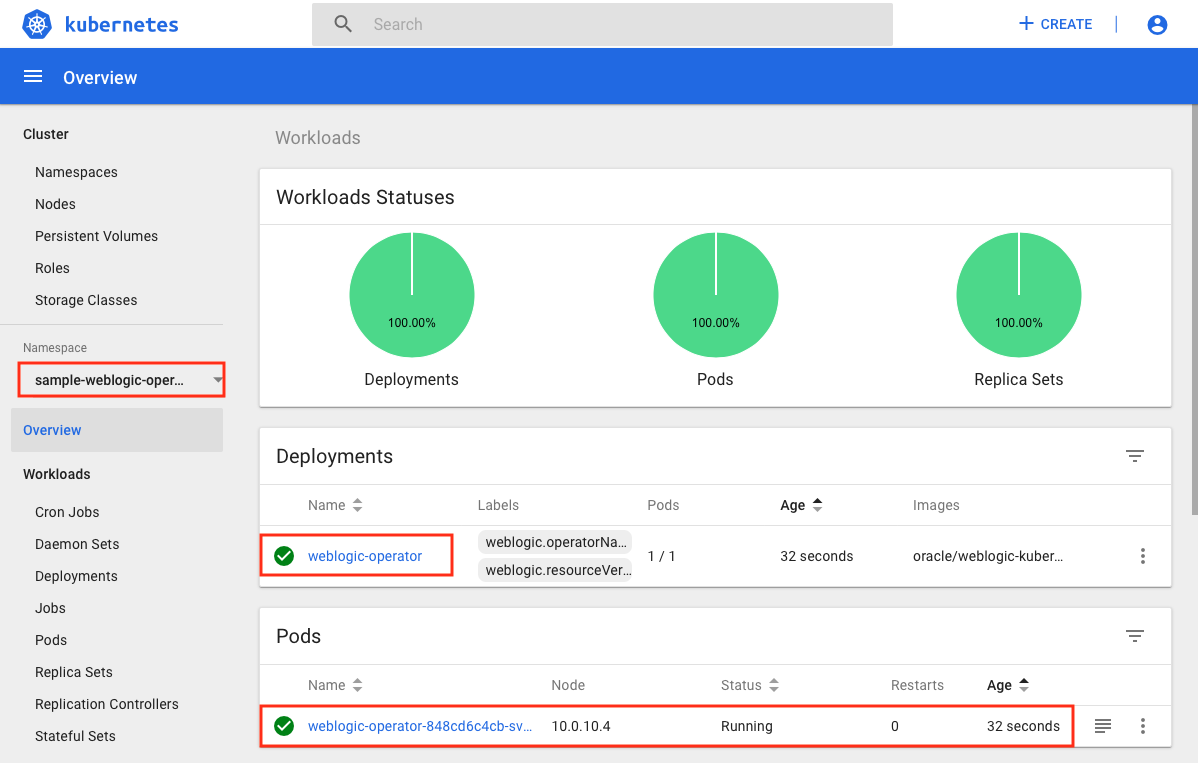 kubernetes
Search
CREATE
Overview
Cluster
Namespaces
Nodes
Persistent Volumes
Roles
Storage Classes
Namespace
sample-weblogic-oper...
Overview
Workloads
Cron Jobs
Daemon Sets
Deployments
Jobs
Pods
Replica Sets
Replication Controllers
Stateful Sets
Workloads
Workloads Statuses
100.00% 100.00% 100.00%
Deployments Pods Replica Sets
Deployments
Name Labels Pods Age Images
weblogic-operator weblogic.operatorNa... 1 / 1 32 seconds oracle/weblogic-kuber...
weblogic.resourceVer...
Pods
Name Node Status Restarts Age
weblogic-operator-848cd6c4cb-sv... 10.0.10.4 Running 0 32 seconds